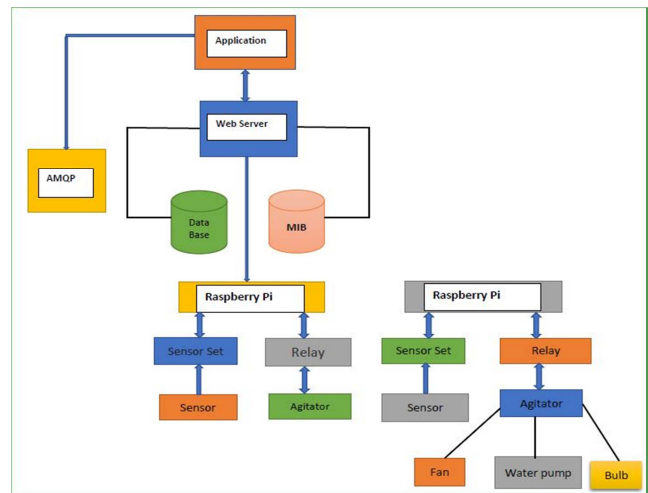 Application
Web Server
AMQP
Data
Base
MIB
Raspberry Pi
Raspberry Pi
Sensor Set
Relay
Sensor Set
Relay
Sensor
Agitator
Sensor
Agitator
Fan
Water pump
Bulb